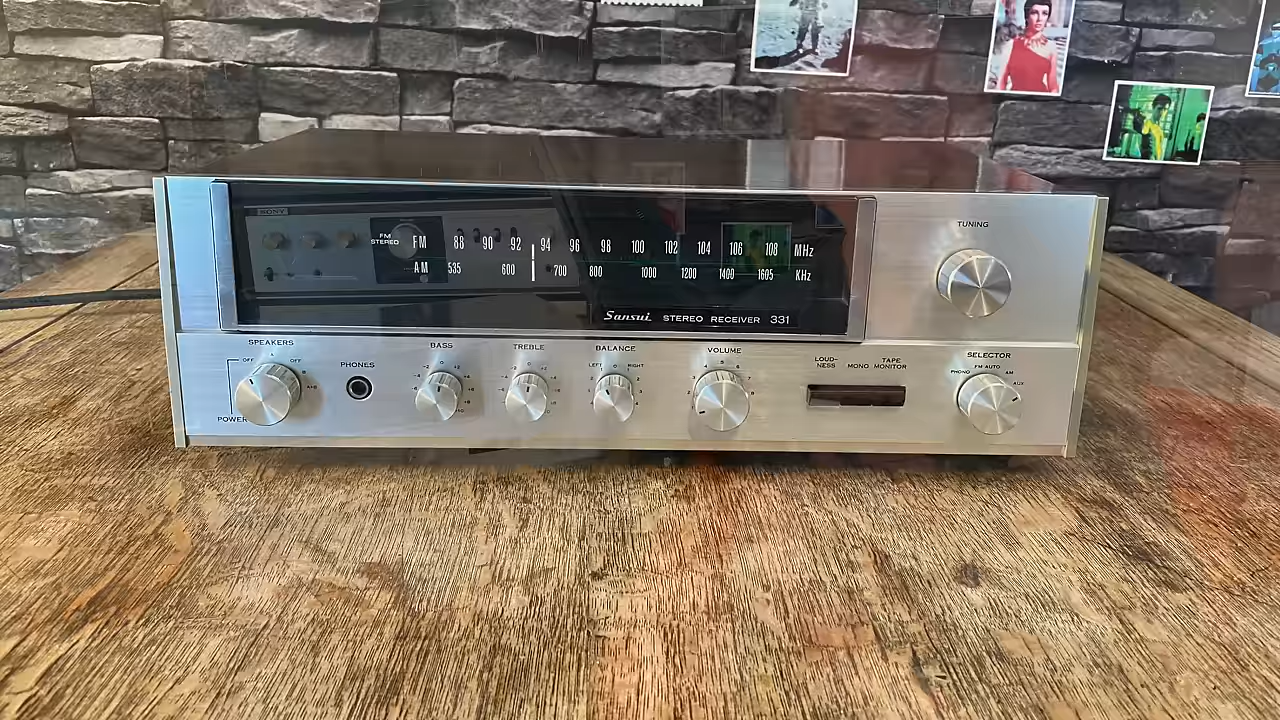 SONY
TUNING
FM STEREO
FM 88 90 92 94 96 98 100 102 104 106 108 MHz
AM 535 600 700 800 1000 1200 1400 1605 KHz
Sansui STEREO RECEIVER 331
SPEAKERS
OFF A OFF
B
A+B
POWER
PHONES
BASS
TREBLE
BALANCE
LEFT 0 RIGHT
VOLUME
LOUD-NESS
MONO
TAPE MONITOR
SELECTOR
PHONO FM AUTO AM
AUX